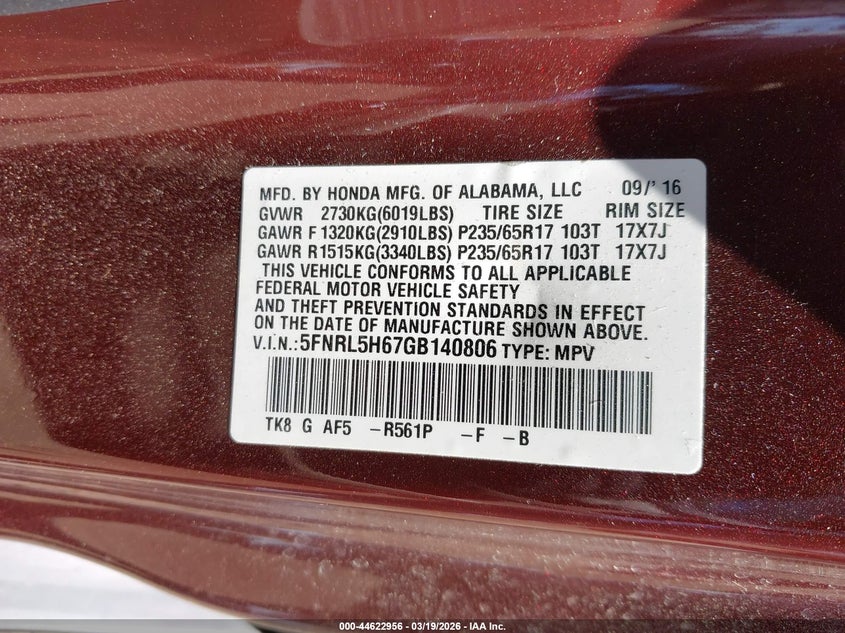 MFD. BY HONDA MFG. OF ALABAMA, LLC 09/'16
GVWR 2730KG(6019LBS) TIRE SIZE RIM SIZE
GAWR F 1320KG(2910LBS) P235/65R17 103T 17X7J
GAWR R1515KG(3340LBS) P235/65R17 103T 17X7J
THIS VEHICLE CONFORMS TO ALL APPLICABLE
FEDERAL MOTOR VEHICLE SAFETY
AND THEFT PREVENTION STANDARDS IN EFFECT
ON THE DATE OF MANUFACTURE SHOWN ABOVE.
V.I.N.:5FNRL5H67GB140806 TYPE: MPV
TK8 G AF5 -R561P -F -B
000-44622956 - 03/19/2026 - IAA Inc.